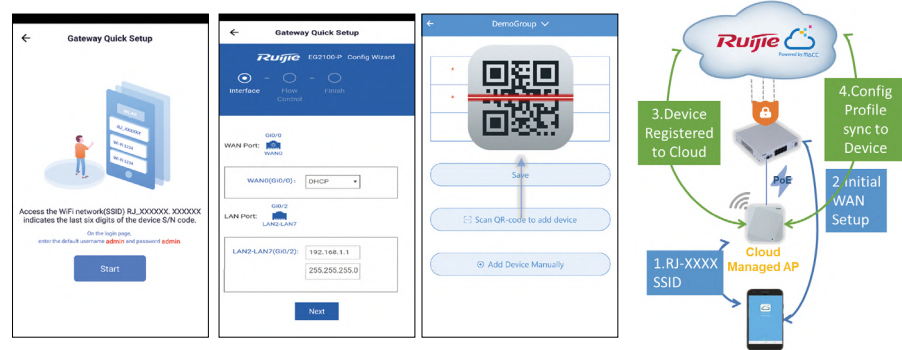 Gateway Quick Setup
RJ_XXXXXX
Wi-Fi 1234
Wi-Fi 1234
Access the WiFi network(SSID) RJ_XXXXXX. XXXXXX
indicates the last six digits of the device S/N code.
On the login page,
enter the default username admin and password admin.
Start
Gateway Quick Setup
Ruijie EG2100-P Config Wizard
Interface
Flow
Control
Finish
Gi0/0
WAN Port:
WAN0
WAN0(Gi0/0):
DHCP
Gi0/2
LAN Port:
LAN2-LAN7
LAN2-LAN7(Gi0/2):
192.168.1.1
255.255.255.0
Next
DemoGroup
*
*
Save
Scan QR-code to add device
Add Device Manually
Ruijie
Powered by MACC
3.Device
Registered
to Cloud
4.Config
Profile
sync to
Device
PoE
2.Initial
WAN
Setup
Cloud
Managed AP
1.RJ-XXXX
SSID